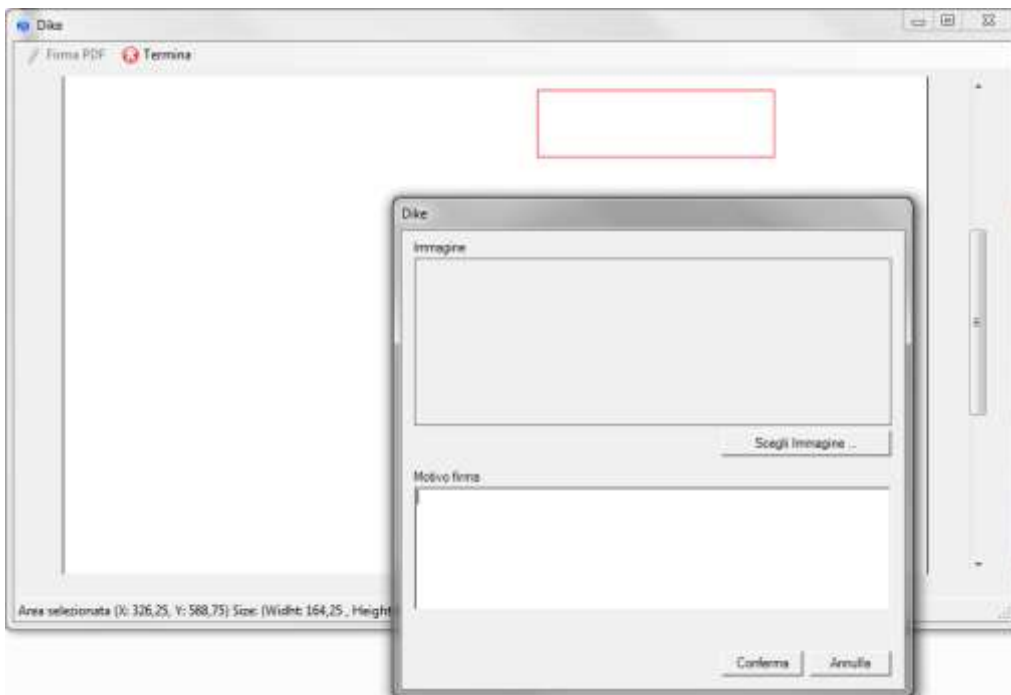 Dike
Firma PDF Termina
Dike
Immagine
Scegli Immagine ...
Motivo firma
Area selezionata (X: 326,25, Y: 588,75) Size: (Widht: 164,25 , Height
Conferma Annulla